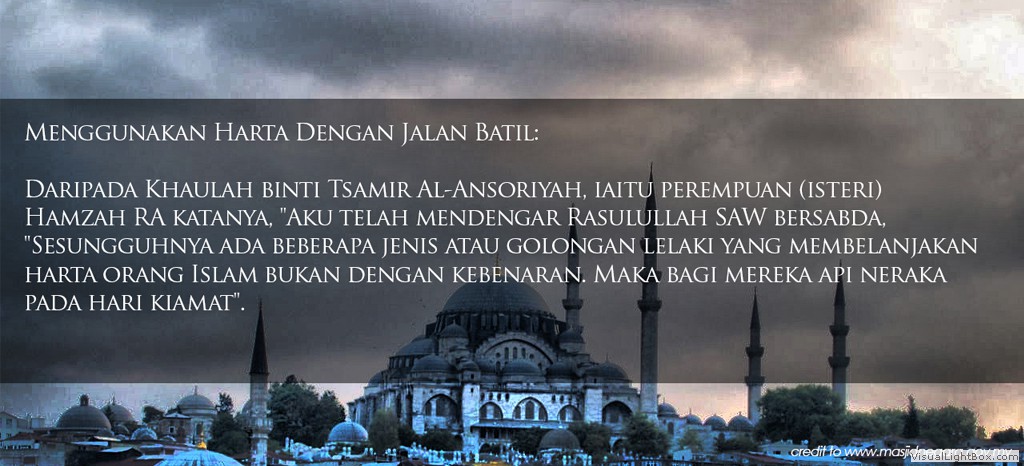 Menggunakan Harta Dengan Jalan Batil:
Daripada Khaulah binti Tsamir Al-Ansoriyah, iaitu perempuan (isteri)
Hamzah RA katanya, "Aku telah mendengar Rasulullah SAW bersabda,
"Sesungguhnya ada beberapa jenis atau golongan lelaki yang membelanjakan
harta orang Islam bukan dengan kebenaran. Maka bagi mereka api neraka
pada hari kiamat".
credit to
VisualLightBox.com